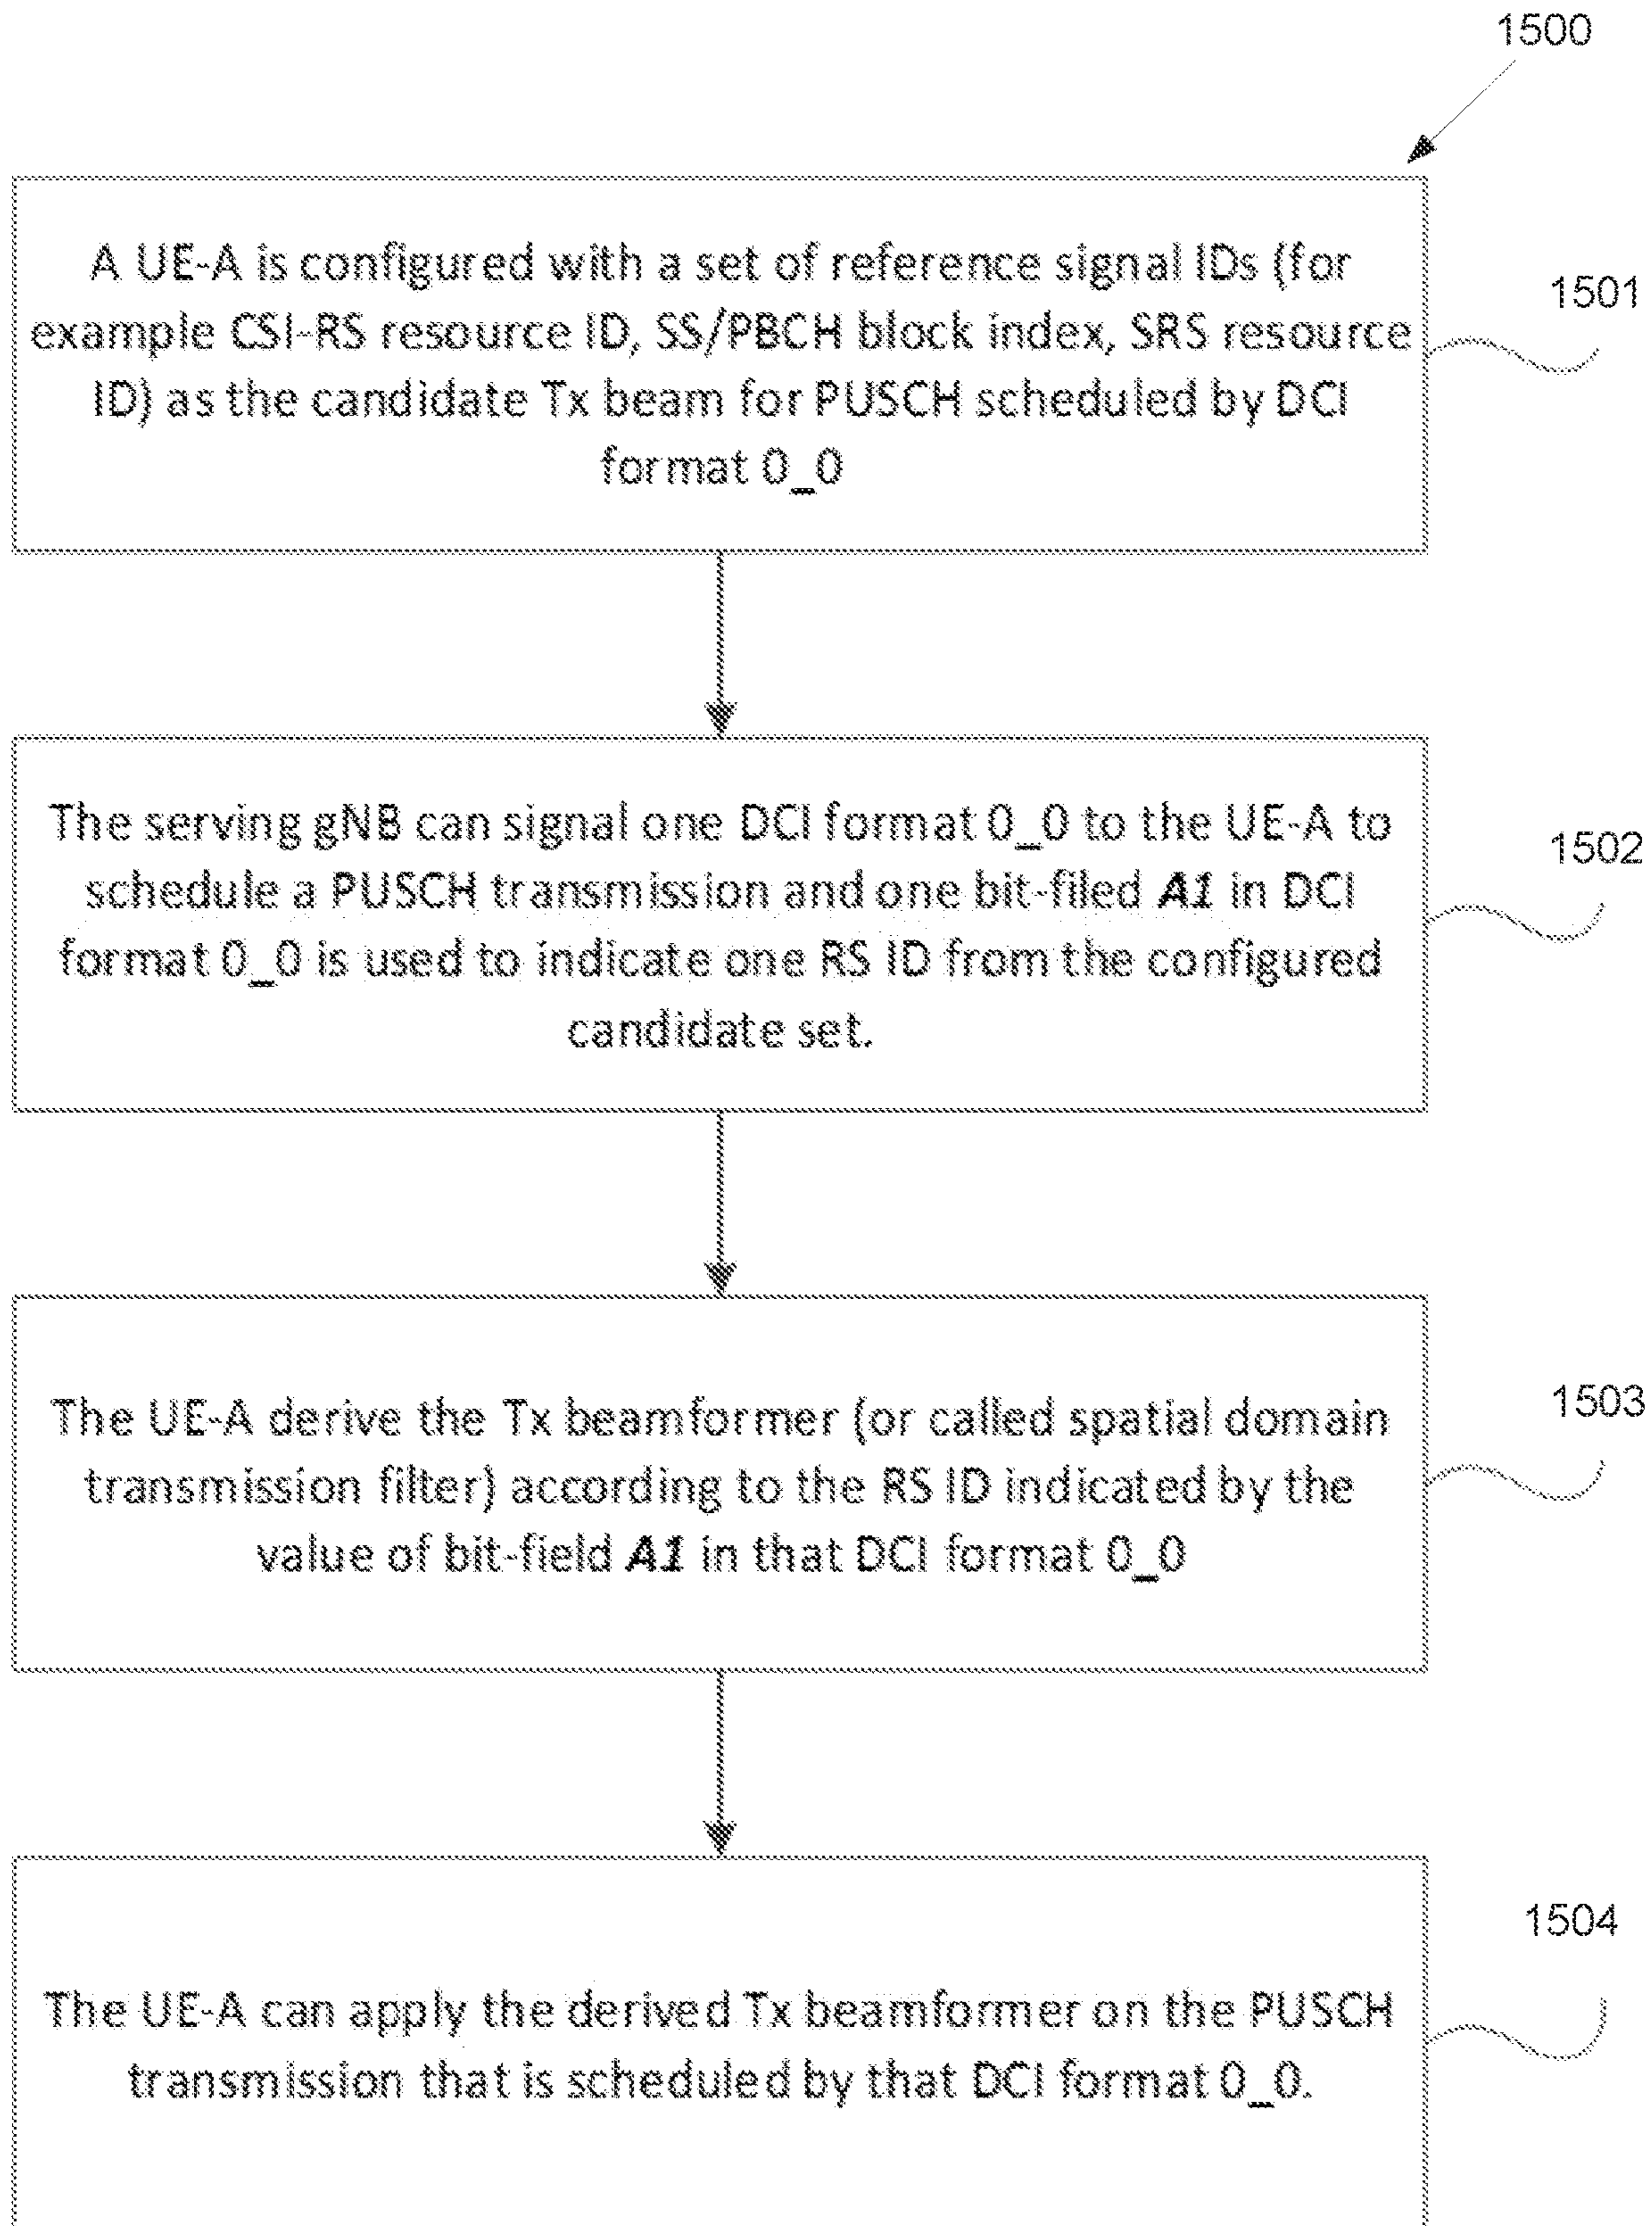 1500
A UE-A is configured with a set of reference signal IDs (for
example CSI-RS resource ID, SS/PBCH block index, SRS resource
ID) as the candidate Tx beam for PUSCH scheduled by DCI
format 0_0
1501
The serving gNB can signal one DCI format 0_0 to the UE-A to
schedule a PUSCH transmission and one bit-filed A1 in DCI
format 0_0 is used to indicate one RS ID from the configured
candidate set.
1502
The UE-A derive the Tx beamformer (or called spatial domain
transmission filter) according to the RS ID indicated by the
value of bit-field A1 in that DCI format 0_0
1503
The UE-A can apply the derived Tx beamformer on the PUSCH
transmission that is scheduled by that DCI format 0_0.
1504